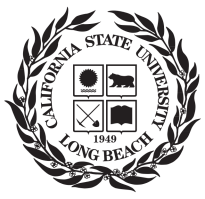 CALIFORNIA STATE UNIVERSITY
1949
LONG BEACH